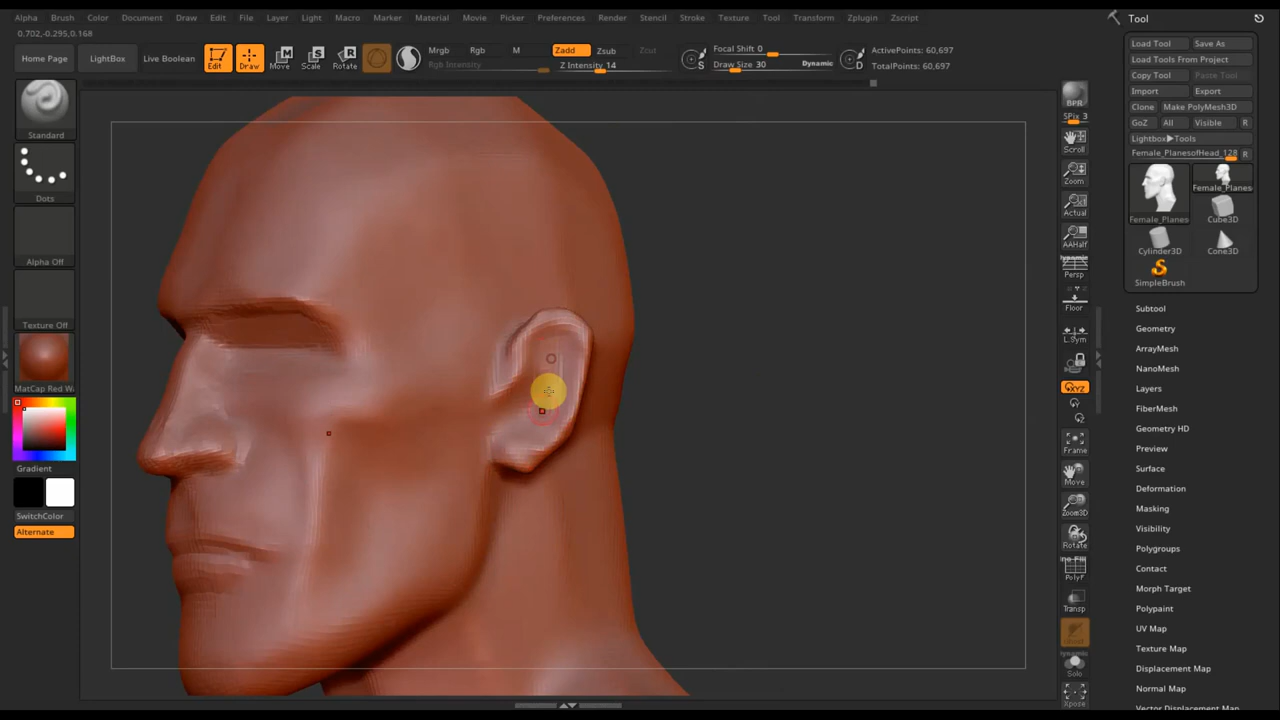 Alpha Brush Color Document Draw Edit File Layer Light Macro Marker Material Movie Picker Preferences Render Stencil Stroke Texture Tool Transform Zplugin Zscript
0.702,-0.295,0.168
Home Page
LightBox
Live Boolean
Edit
Draw
Move
Scale
Rotate
Mrgb Rgb M
Rgb Intensity
Zadd Zsub Zcut
Z Intensity 14
S
Focal Shift 0
Draw Size 30 Dynamic
D
ActivePoints: 60,697
TotalPoints: 60,697
Standard
Dots
Alpha Off
Texture Off
MatCap Red W
Gradient
SwitchColor
Alternate
BPR
SPix 3
Scroll
Zoom
Actual
AAHalf
Dynamic
Persp
Floor
L.Sym
XYZ
Frame
Move
Zoom3D
Rotate
PolyF
Transp
Dynamic
Solo
Xpose
Tool
Load Tool Save As
Load Tools From Project
Copy Tool Paste Tool
Import Export
Clone Make PolyMesh3D
GoZ All Visible R
Lightbox▶Tools
Female_PlanesofHead_128 R
Female_Planes
Female_Planes
Cube3D
Cylinder3D
Cone3D
SimpleBrush
Subtool
Geometry
ArrayMesh
NanoMesh
Layers
FiberMesh
Geometry HD
Preview
Surface
Deformation
Masking
Visibility
Polygroups
Contact
Morph Target
Polypaint
UV Map
Texture Map
Displacement Map
Normal Map
Vector Displacement Map